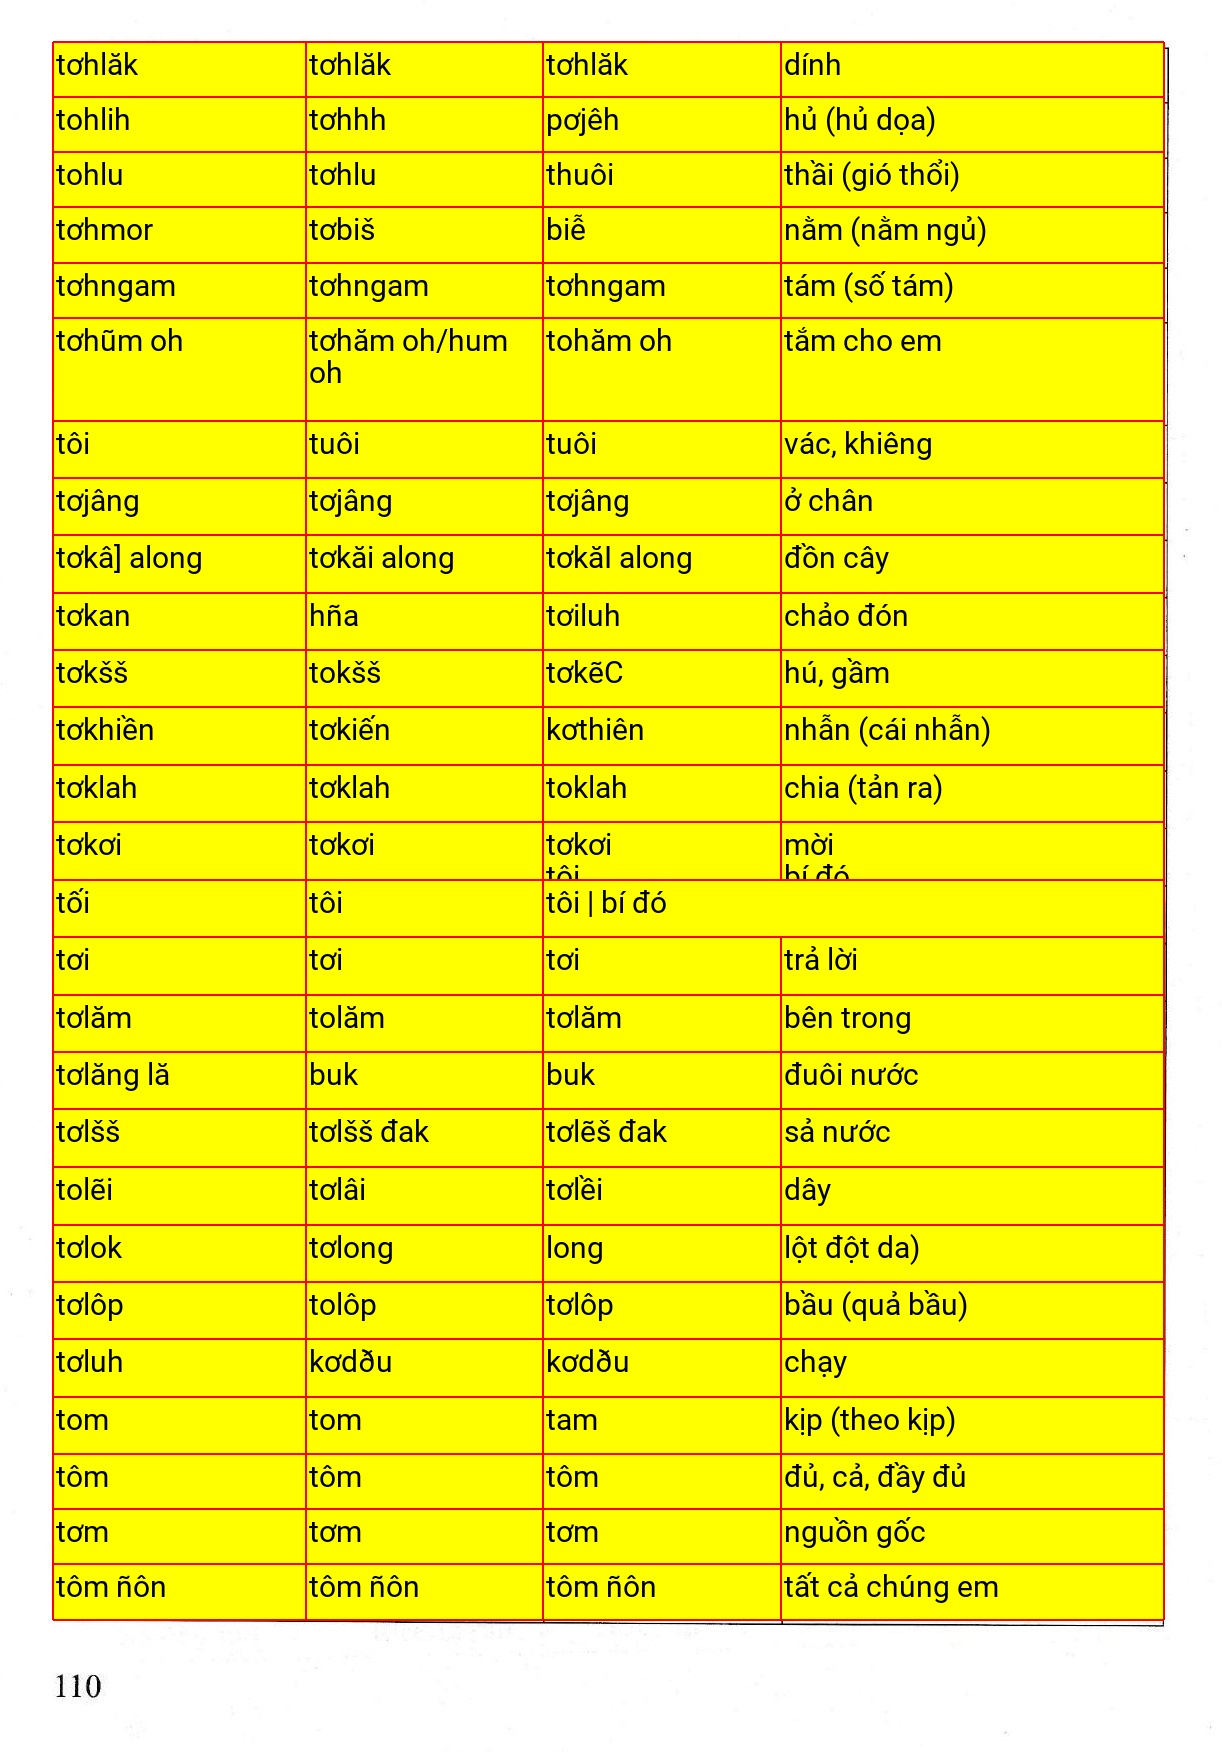 tơhlăk tơhlăk tơhlăk dính
tohlih tơhhh pơjêh hủ (hủ dọa)
tohlu tơhlu thuôi thầi (gió thổi)
tơhmor tơbiš biễ nằm (nằm ngủ)
tơhngam tơhngam tơhngam tám (số tám)
tơhũm oh tơhăm oh/hum tohăm oh tắm cho em
oh
tôi tuôi tuôi vác, khiêng
tơjâng tơjâng tơjâng ở chân
tơkâ] along tơkăi along tơkăI along đồn cây
tơkan hña tơiluh chảo đón
tơkšš tokšš tơkẽC hú, gầm
tơkhiền tơkiến kơthiên nhẫn (cái nhẫn)
tơklah tơklah toklah chia (tản ra)
tơkơi tơkơi tơkơi mời
tôi bí đó
tối tôi tôi | bí đó
tơi tơi tơi trả lời
tơlăm tolăm tơlăm bên trong
tơlăng lă buk buk đuôi nước
tơlšš tơlšš đak tơlẽš đak sả nước
tolẽi tơlâi tơlềi dây
tơlok tơlong long lột đột da)
tơlôp tolôp tơlôp bầu (quả bầu)
tơluh kơdðu kơdðu chạy
tom tom tam kịp (theo kịp)
tôm tôm tôm đủ, cả, đầy đủ
tơm tơm tơm nguồn gốc
tôm ñôn tôm ñôn tôm ñôn tất cả chúng em
110